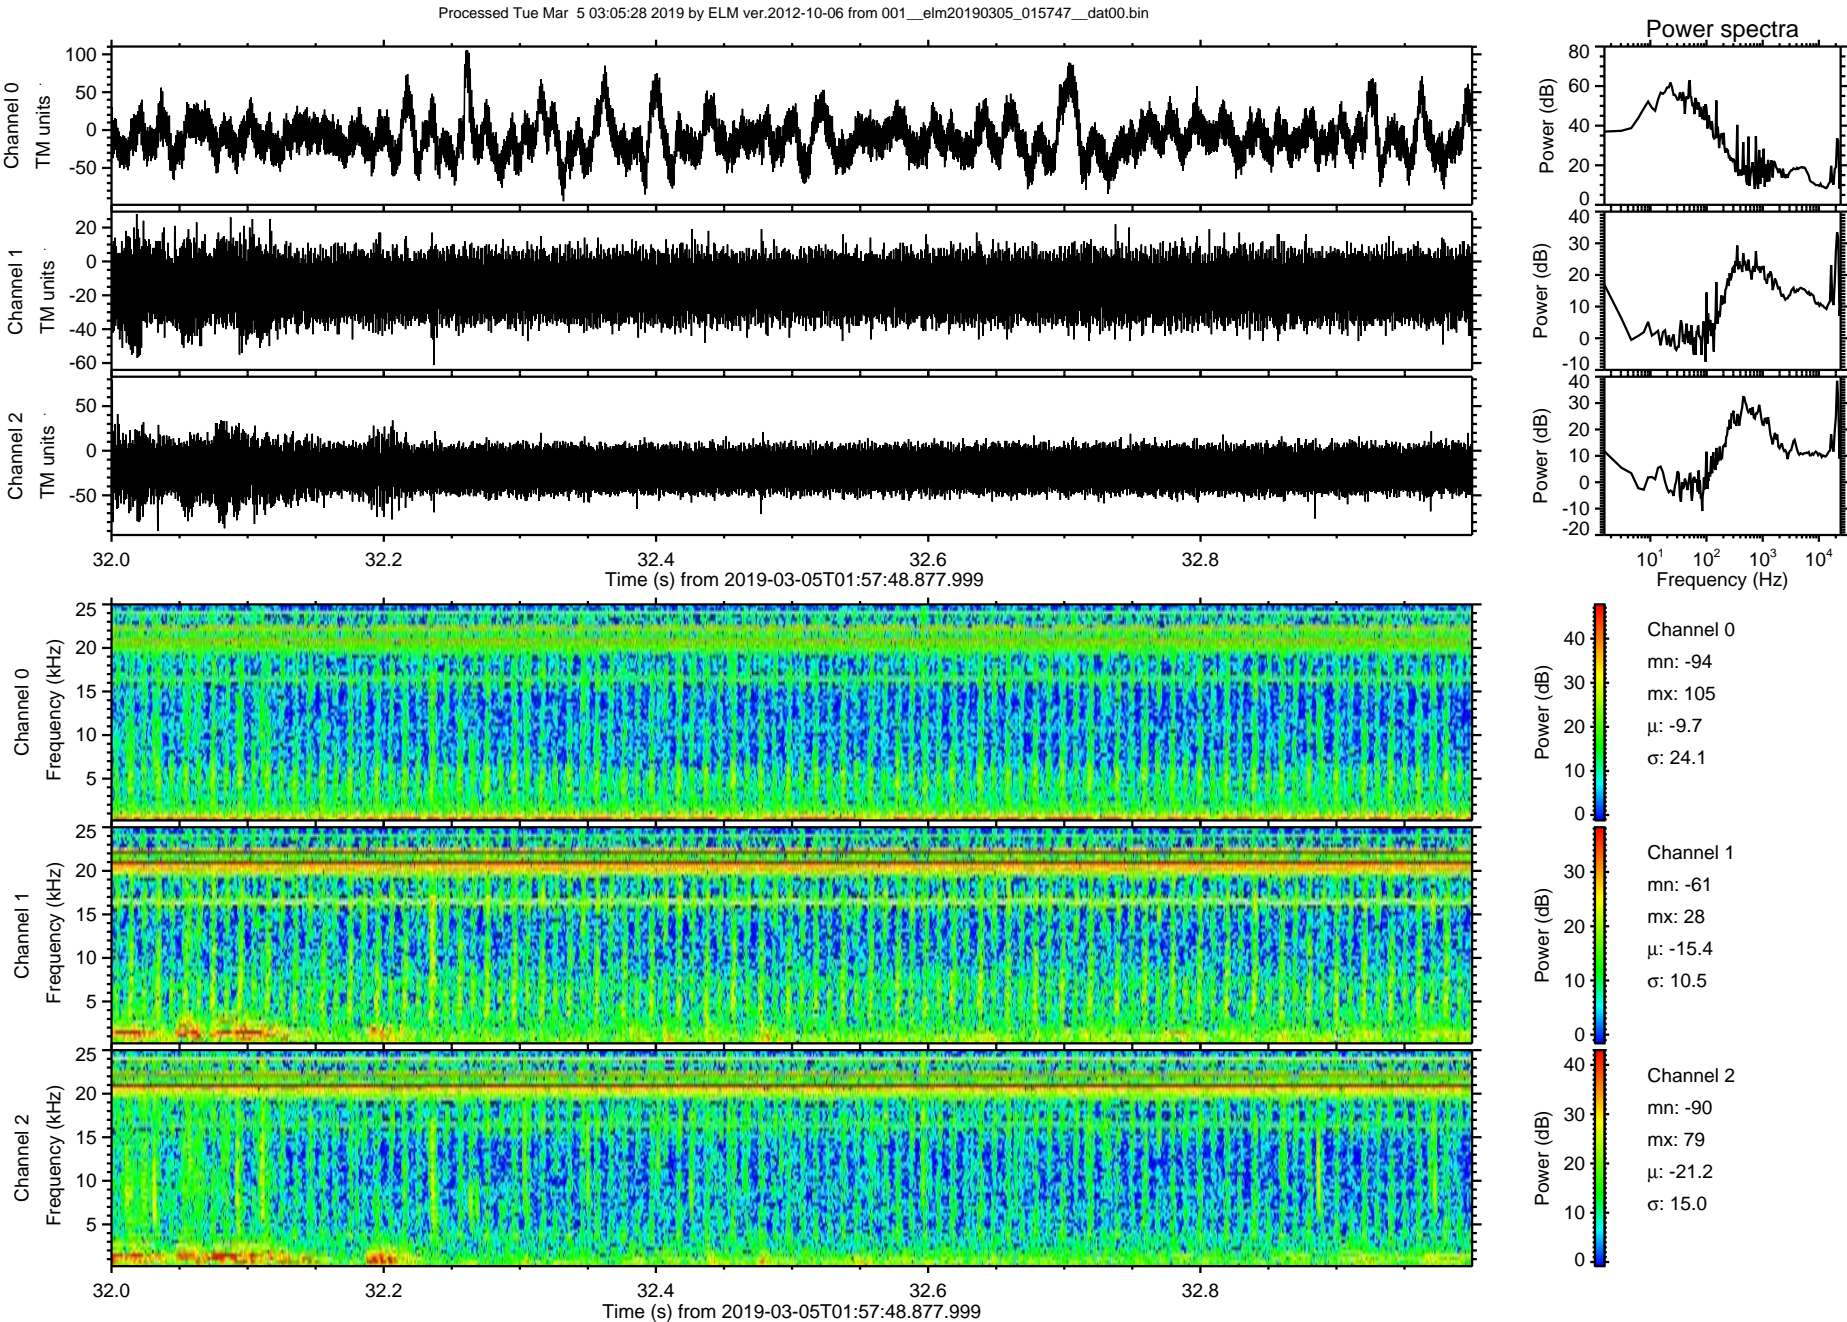 Processed Tue Mar 5 03:05:28 2019 by ELM ver.2012-10-06 from 001__elm20190305_015747__dat00.bin
Power spectra
Channel 0
TM units
100
50
0
-50
Power (dB)
80
60
40
20
0
Channel 1
TM units
20
0
-20
-40
-60
Power (dB)
40
30
20
10
0
-10
Channel 2
TM units
50
0
-50
Power (dB)
40
30
20
10
0
-10
-20
32.0 32.2 32.4 32.6 32.8
Time (s) from 2019-03-05T01:57:48.877.999
10¹ 10² 10³ 10⁴
Frequency (Hz)
Channel 0
Frequency (kHz)
25
20
15
10
5
Power (dB)
40
30
20
10
0
Channel 0
mn: -94
mx: 105
μ: -9.7
σ: 24.1
Channel 1
Frequency (kHz)
25
20
15
10
5
Power (dB)
30
20
10
0
Channel 1
mn: -61
mx: 28
μ: -15.4
σ: 10.5
Channel 2
Frequency (kHz)
25
20
15
10
5
Power (dB)
40
30
20
10
0
Channel 2
mn: -90
mx: 79
μ: -21.2
σ: 15.0
32.0 32.2 32.4 32.6 32.8
Time (s) from 2019-03-05T01:57:48.877.999